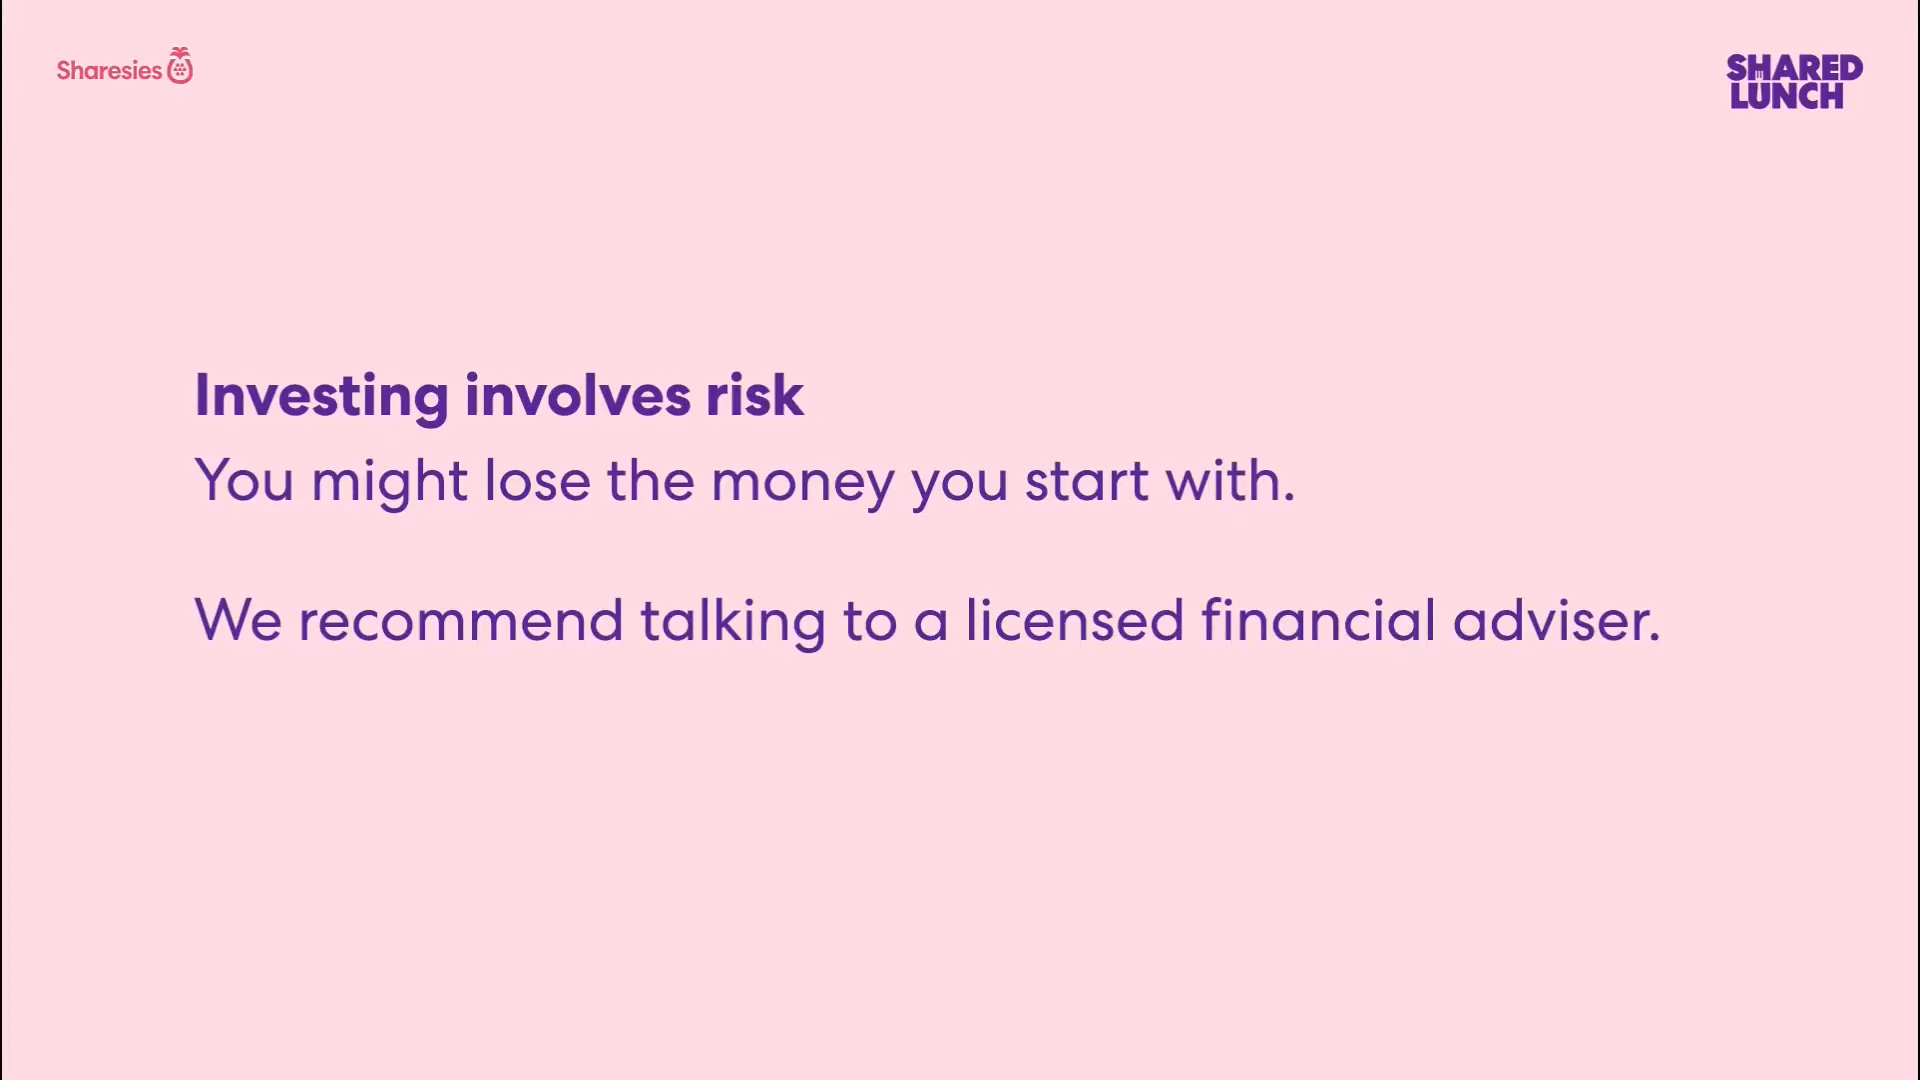 Sharesies
SHARED
LUNCH
Investing involves risk
You might lose the money you start with.
We recommend talking to a licensed financial adviser.